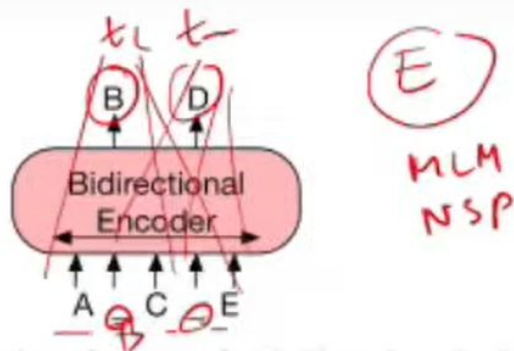 B D
E
MLM
NSP
Bidirectional
Encoder
A _ C _ E
B